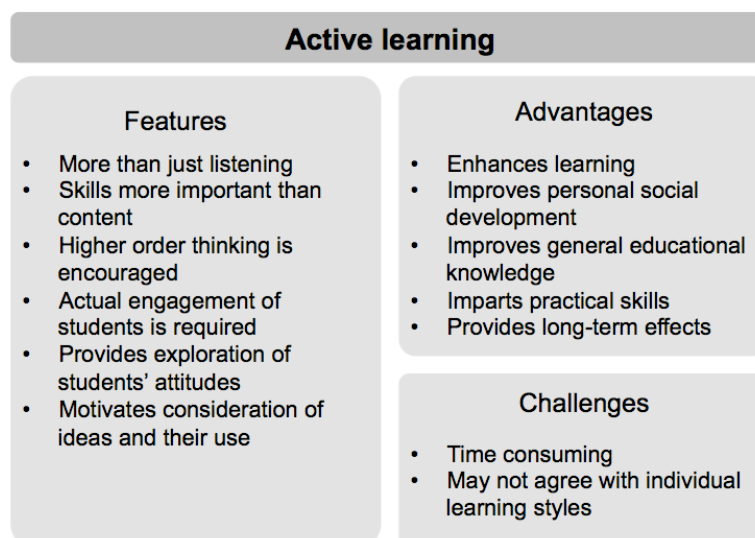 Active learning
Features
• More than just listening
• Skills more important than
content
• Higher order thinking is
encouraged
• Actual engagement of
students is required
• Provides exploration of
students’ attitudes
• Motivates consideration of
ideas and their use
Advantages
• Enhances learning
• Improves personal social
development
• Improves general educational
knowledge
• Imparts practical skills
• Provides long-term effects
Challenges
• Time consuming
• May not agree with individual
learning styles